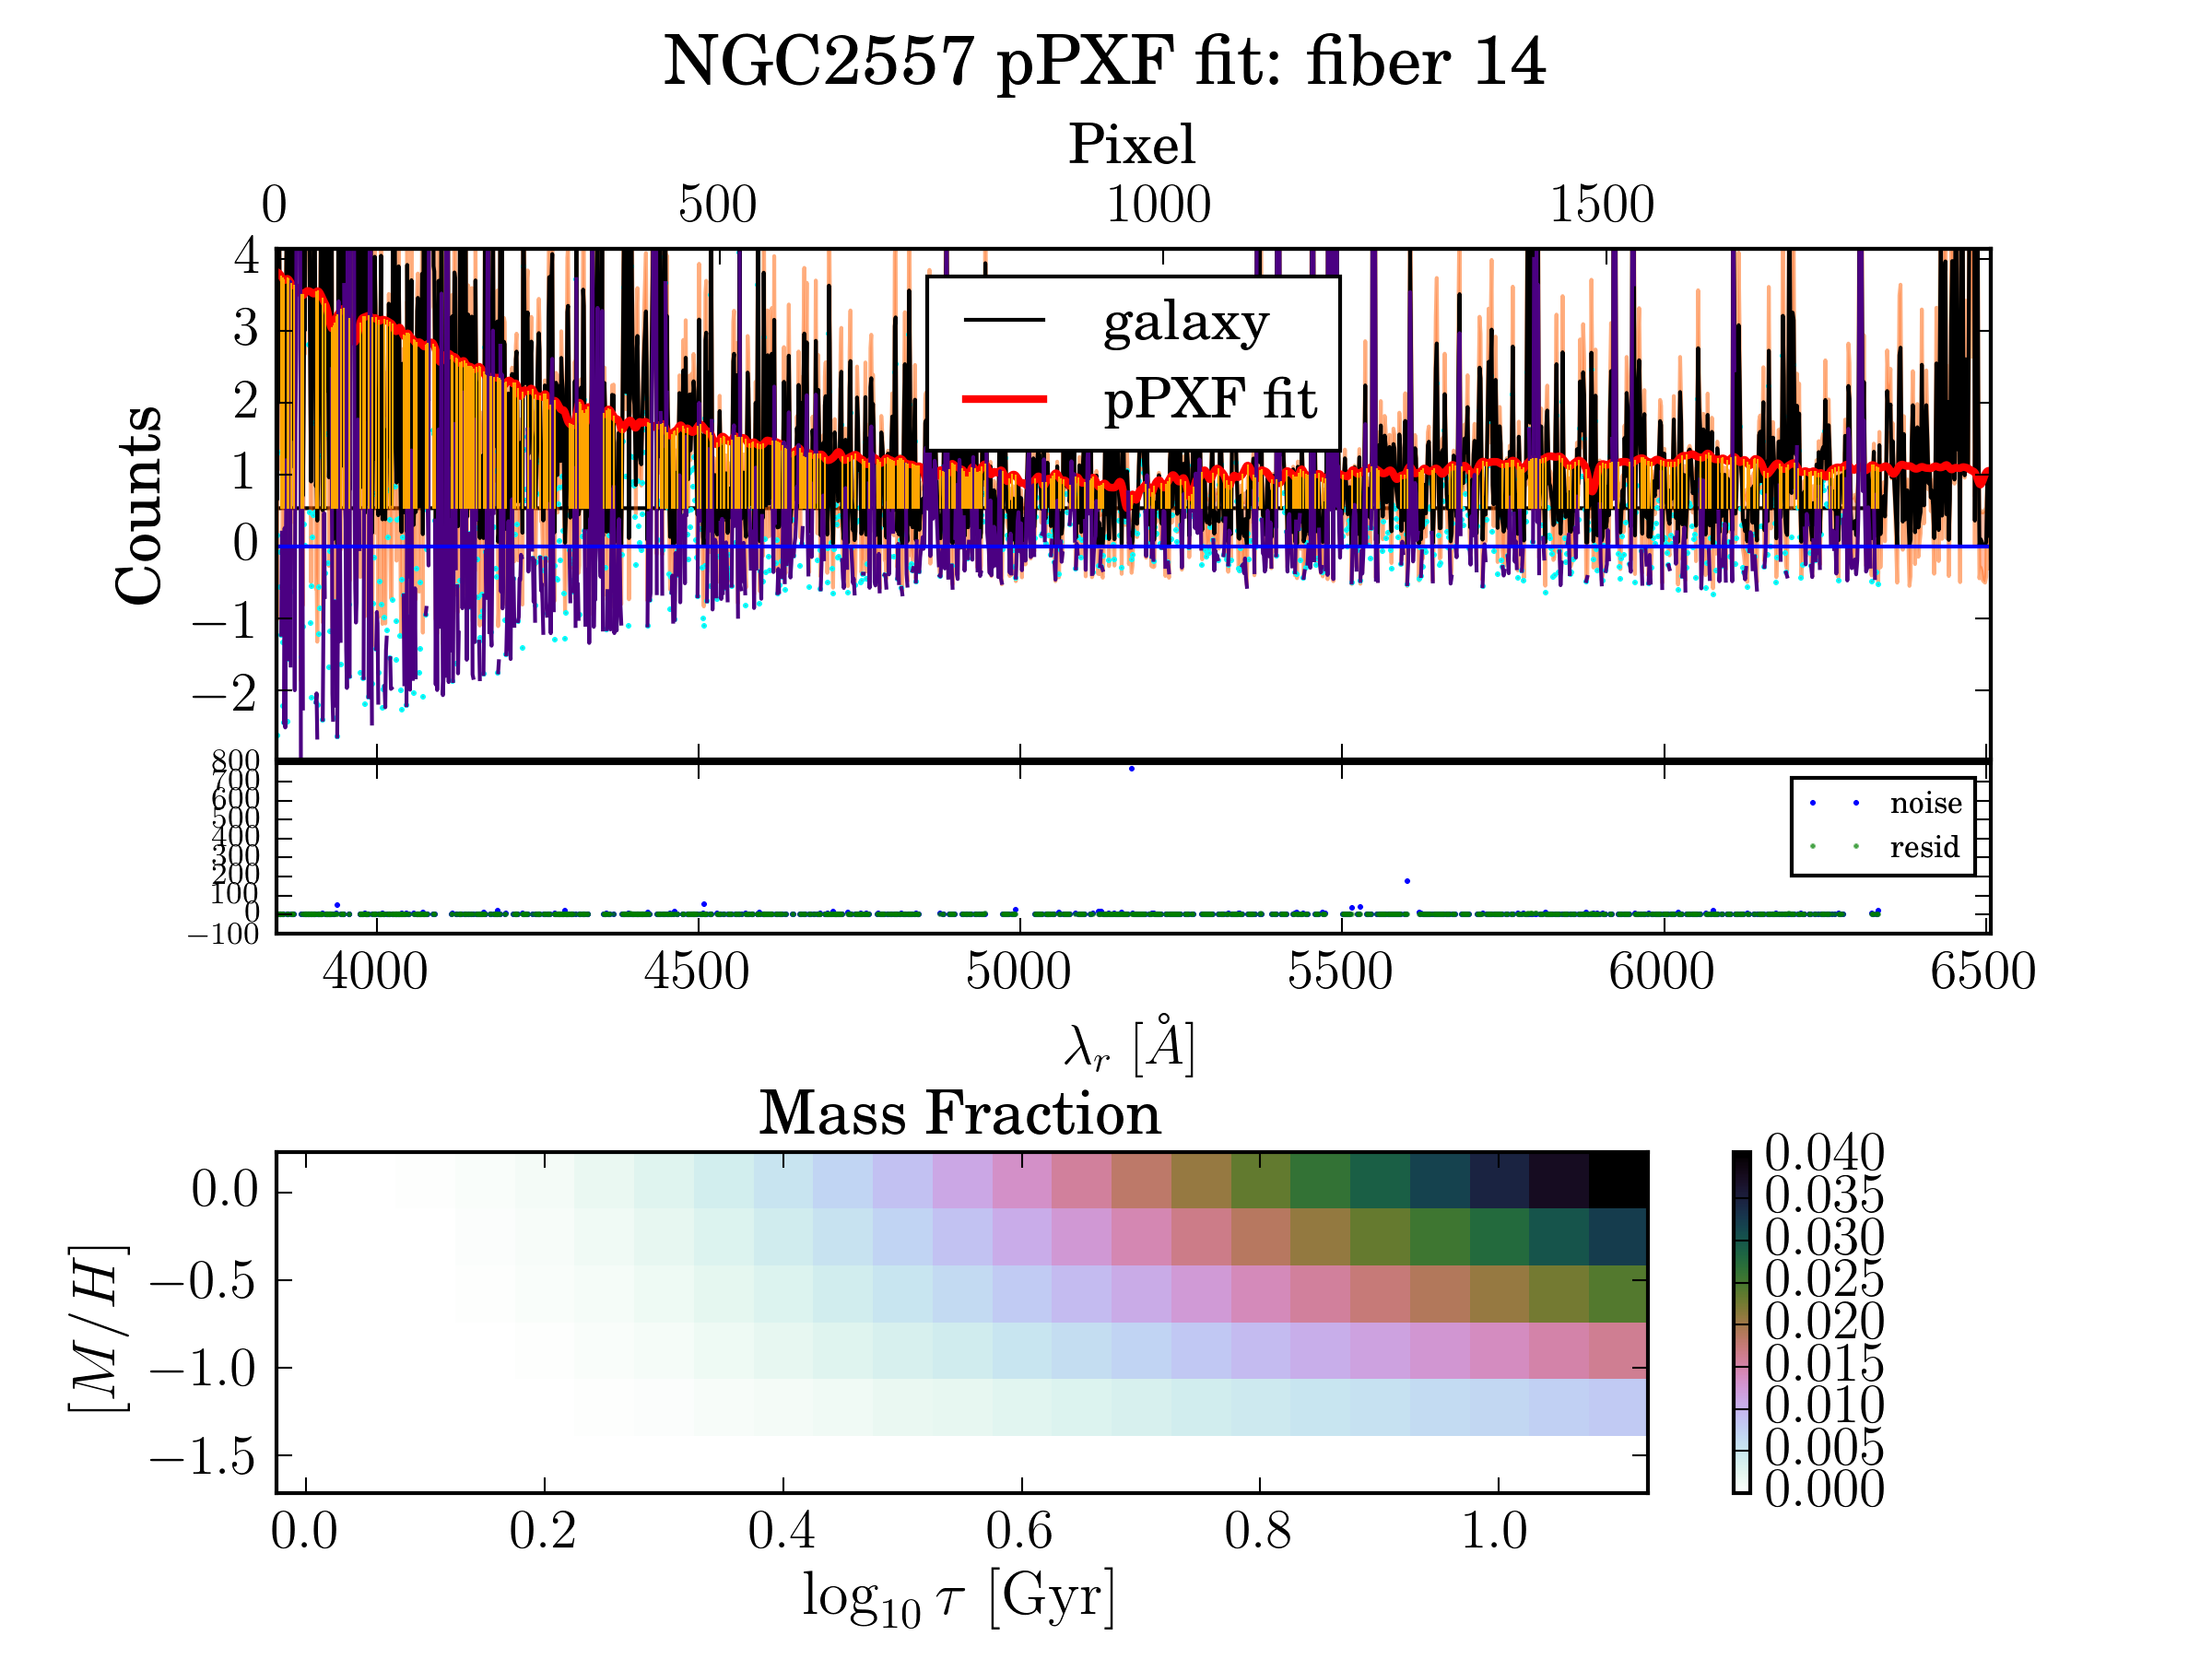 NGC2557 pPXF fit: fiber 14
Pixel
0 500 1000 1500
4
3
2
1
0
−1
−2
Counts
galaxy
pPXF fit
800
700
600
500
400
300
200
100
0
−100
noise
resid
4000 4500 5000 5500 6000 6500
λr [Å]
Mass Fraction
0.0
−0.5
−1.0
−1.5
[M/H]
0.0 0.2 0.4 0.6 0.8 1.0
log10 τ [Gyr]
0.040
0.035
0.030
0.025
0.020
0.015
0.010
0.005
0.000